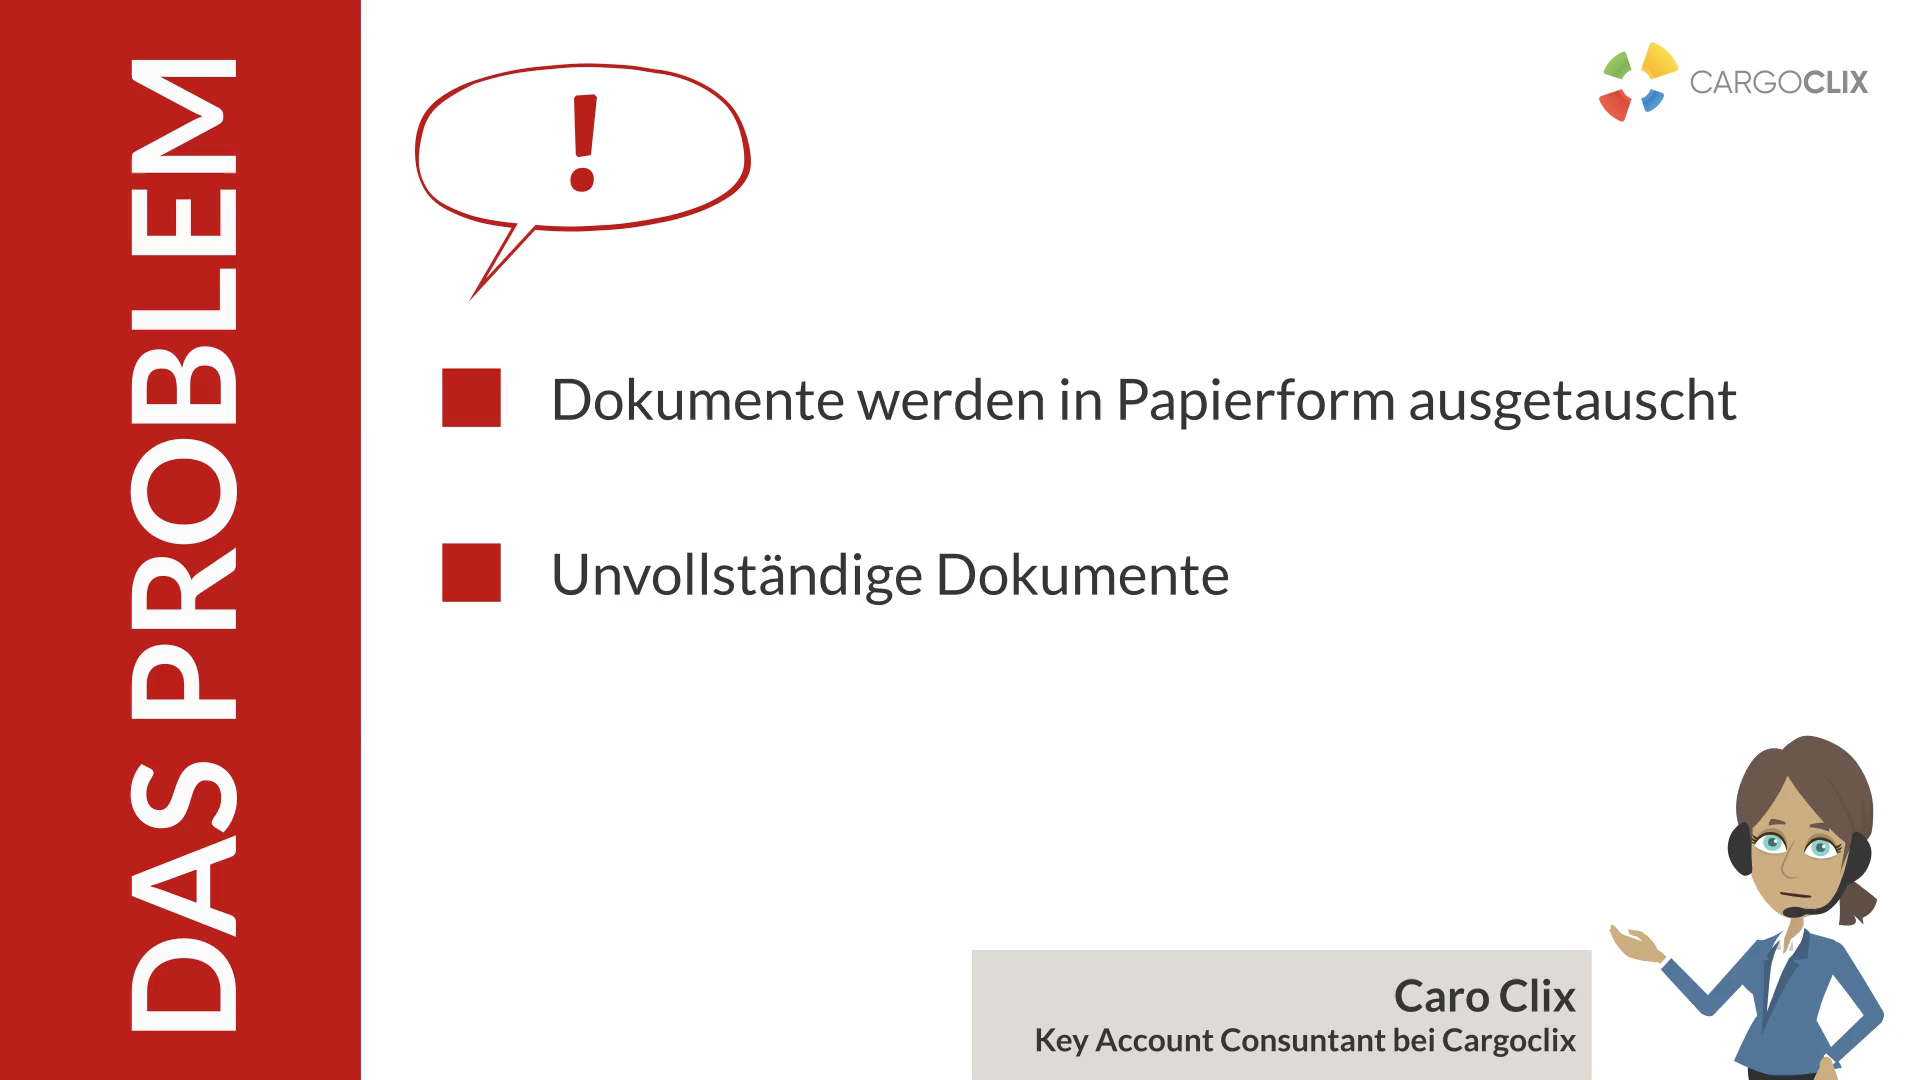 DAS PROBLEM
!
CARGOCLIX
Dokumente werden in Papierform ausgetauscht
Unvollständige Dokumente
Caro Clix
Key Account Consuntant bei Cargoclix